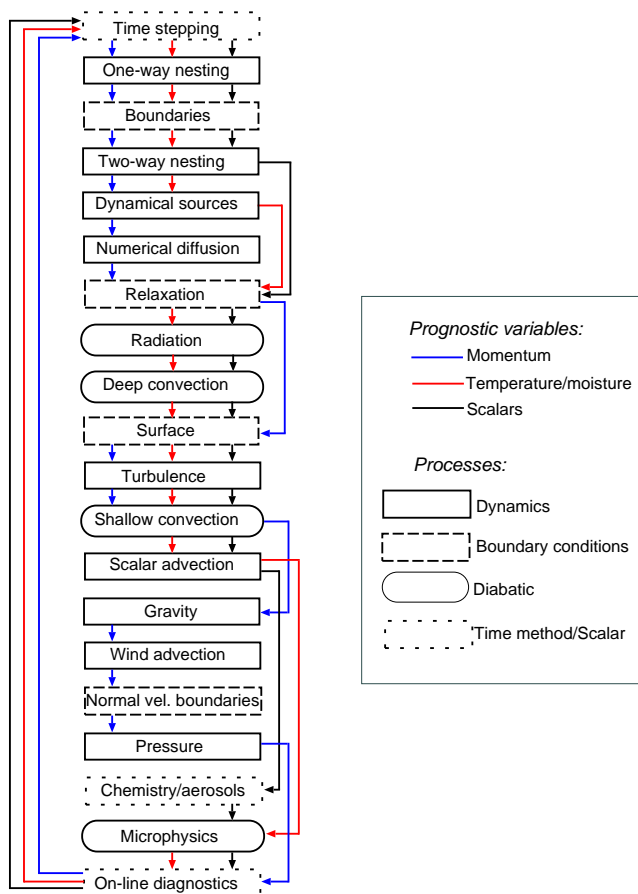 Time stepping
One-way nesting
Boundaries
Two-way nesting
Dynamical sources
Numerical diffusion
Relaxation
Radiation
Deep convection
Surface
Turbulence
Shallow convection
Scalar advection
Gravity
Wind advection
Normal vel. boundaries
Pressure
Chemistry/aerosols
Microphysics
On-line diagnostics
Prognostic variables:
Momentum
Temperature/moisture
Scalars
Processes:
Dynamics
Boundary conditions
Diabatic
Time method/Scalar